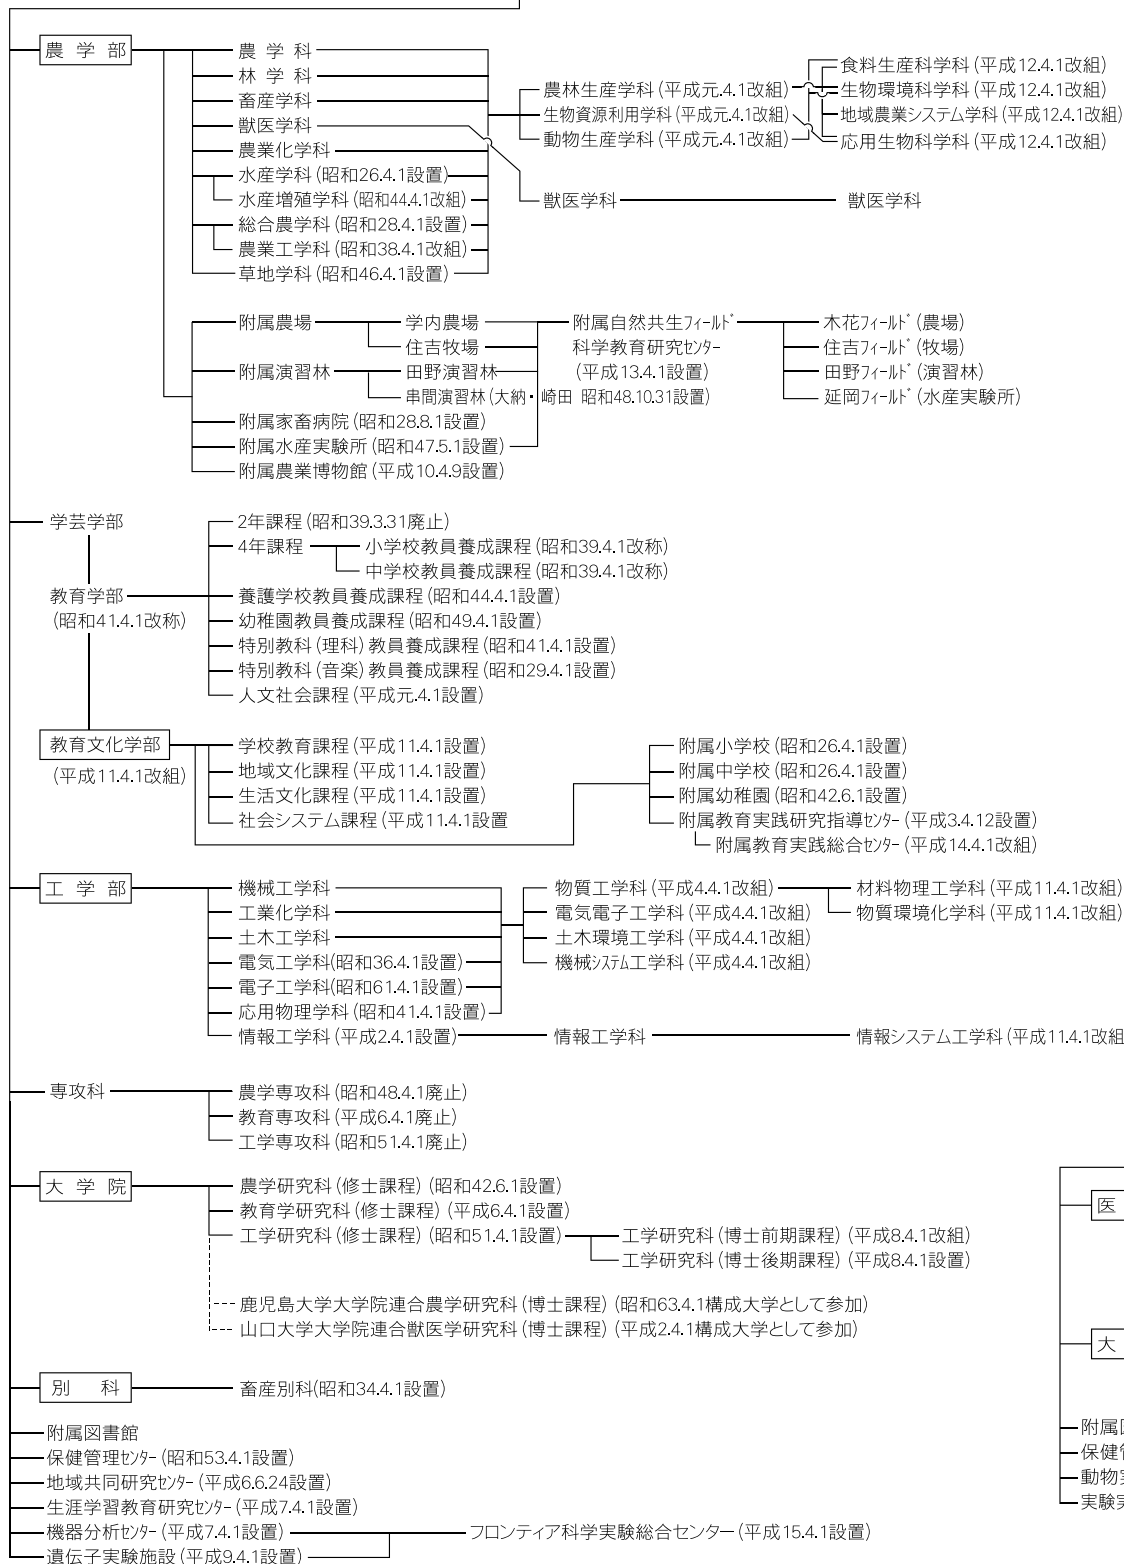 農学部
農学科
林学科
畜産学科
獣医学科
農業化学科
水産学科(昭和26.4.1設置)
水産増殖学科(昭和44.4.1改組)
総合農学科(昭和28.4.1設置)
農業工学科(昭和38.4.1改組)
草地学科(昭和46.4.1設置)
農林生産学科(平成元.4.1改組)
生物資源利用学科(平成元.4.1改組)
動物生産学科(平成元.4.1改組)
食料生産科学科(平成12.4.1改組)
生物環境科学科(平成12.4.1改組)
地域農業システム学科(平成12.4.1改組)
応用生物科学科(平成12.4.1改組)
獣医学科
獣医学科
附属農場
学内農場
住吉牧場
附属演習林
田野演習林
串間演習林(大納・崎田 昭和48.10.31設置)
附属自然共生フィールド
科学教育研究センター
(平成13.4.1設置)
木花フィールド(農場)
住吉フィールド(牧場)
田野フィールド(演習林)
延岡フィールド(水産実験所)
附属家畜病院(昭和28.8.1設置)
附属水産実験所(昭和47.5.1設置)
附属農業博物館(平成10.4.9設置)
学芸学部
教育学部
(昭和41.4.1改称)
2年課程(昭和39.3.31廃止)
4年課程
小学校教員養成課程(昭和39.4.1改称)
中学校教員養成課程(昭和39.4.1改称)
養護学校教員養成課程(昭和44.4.1設置)
幼稚園教員養成課程(昭和49.4.1設置)
特別教科(理科)教員養成課程(昭和41.4.1設置)
特別教科(音楽)教員養成課程(昭和29.4.1設置)
人文社会課程(平成元.4.1設置)
教育文化学部
(平成11.4.1改組)
学校教育課程(平成11.4.1設置)
地域文化課程(平成11.4.1設置)
生活文化課程(平成11.4.1設置)
社会システム課程(平成11.4.1設置
附属小学校(昭和26.4.1設置)
附属中学校(昭和26.4.1設置)
附属幼稚園(昭和42.6.1設置)
附属教育実践研究指導センター(平成3.4.12設置)
附属教育実践総合センター(平成14.4.1改組)
工学部
機械工学科
工業化学科
土木工学科
電気工学科(昭和36.4.1設置)
電子工学科(昭和61.4.1設置)
応用物理学科(昭和41.4.1設置)
情報工学科(平成2.4.1設置)
物質工学科(平成4.4.1改組)
電気電子工学科(平成4.4.1改組)
土木環境工学科(平成4.4.1改組)
機械システム工学科(平成4.4.1改組)
材料物理工学科(平成11.4.1改組)
物質環境化学科(平成11.4.1改組)
情報工学科
情報システム工学科(平成11.4.1改組
専攻科
農学専攻科(昭和48.4.1廃止)
教育専攻科(平成6.4.1廃止)
工学専攻科(昭和51.4.1廃止)
大学院
農学研究科(修士課程)(昭和42.6.1設置)
教育学研究科(修士課程)(平成6.4.1設置)
工学研究科(修士課程)(昭和51.4.1設置)
工学研究科(博士前期課程)(平成8.4.1改組)
工学研究科(博士後期課程)(平成8.4.1設置)
鹿児島大学大学院連合農学研究科(博士課程)(昭和63.4.1構成大学として参加)
山口大学大学院連合獣医学研究科(博士課程)(平成2.4.1構成大学として参加)
別科
畜産別科(昭和34.4.1設置)
附属図書館
保健管理センター(昭和53.4.1設置)
地域共同研究センター(平成6.6.24設置)
生涯学習教育研究センター(平成7.4.1設置)
機器分析センター(平成7.4.1設置)
遺伝子実験施設(平成9.4.1設置)
フロンティア科学実験総合センター(平成15.4.1設置)
医
大
附属
保健
動物
実験